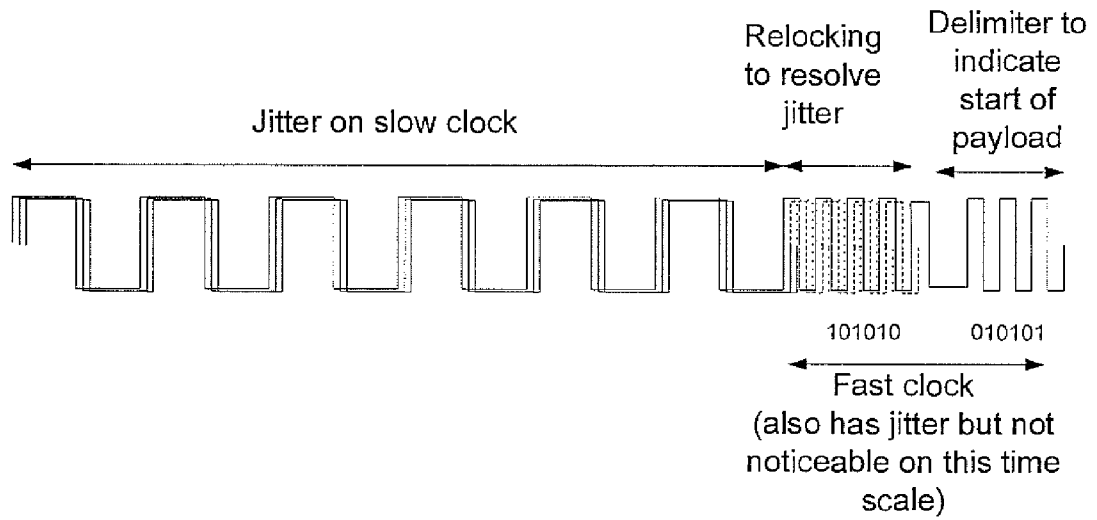 Jitter on slow clock
Relocking
to resolve
jitter
Delimiter to
indicate
start of
payload
101010
010101
Fast clock
(also has jitter but not
noticeable on this time
scale)